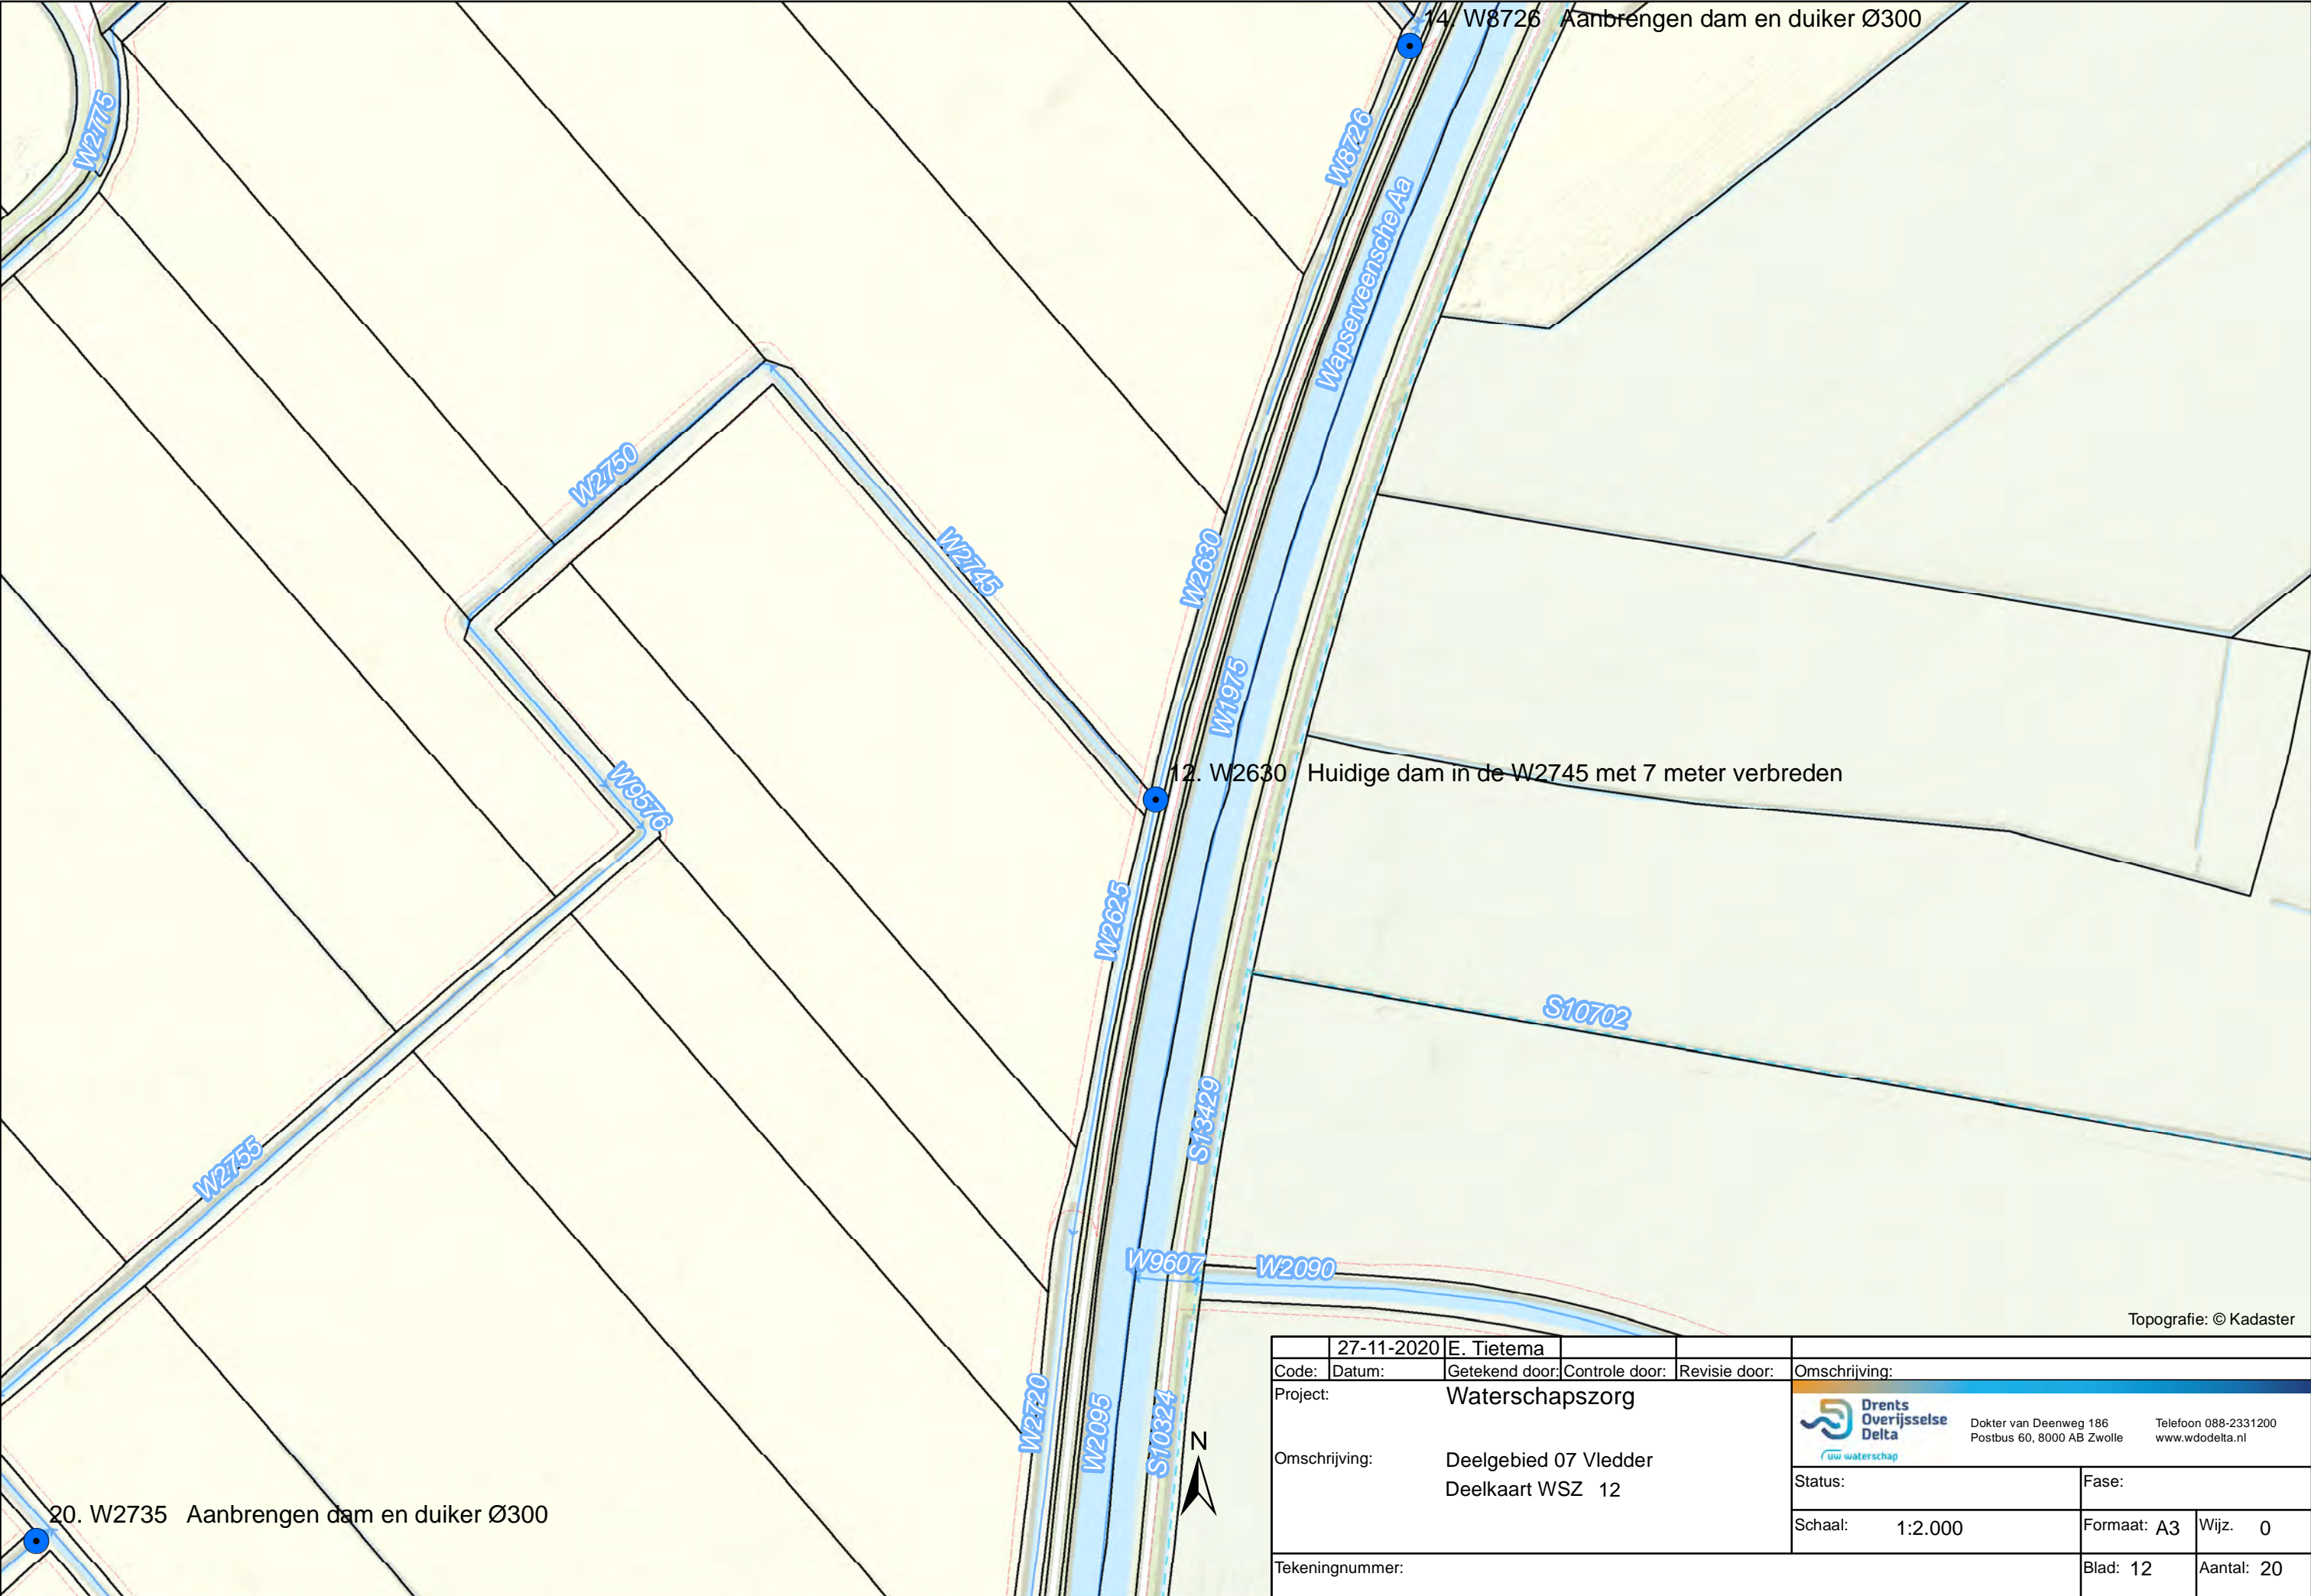 14. W8726 Aanbrengen dam en duiker Ø300
W2775
W8726
Wapserveensche Aa
W2750
W2745
W2630
W1975
12. W2630 Huidige dam in de W2745 met 7 meter verbreden
W9576
W2625
S10702
S13429
W2755
W9607
W2090
Topografie: © Kadaster
W2720
W2095
S10324
N
20. W2735 Aanbrengen dam en duiker Ø300
27-11-2020 E. Tietema
Code: Datum: Getekend door: Controle door: Revisie door: Omschrijving:
Project: Waterschapszorg
Omschrijving: Deelgebied 07 Vledder
Deelkaart WSZ 12
Drents
Overijsselse
Delta
uw waterschap
Dokter van Deenweg 186
Postbus 60, 8000 AB Zwolle
Telefoon 088-2331200
www.wdodelta.nl
Status: Fase:
Schaal: 1:2.000 Formaat: A3 Wijz. 0
Tekeningnummer: Blad: 12 Aantal: 20